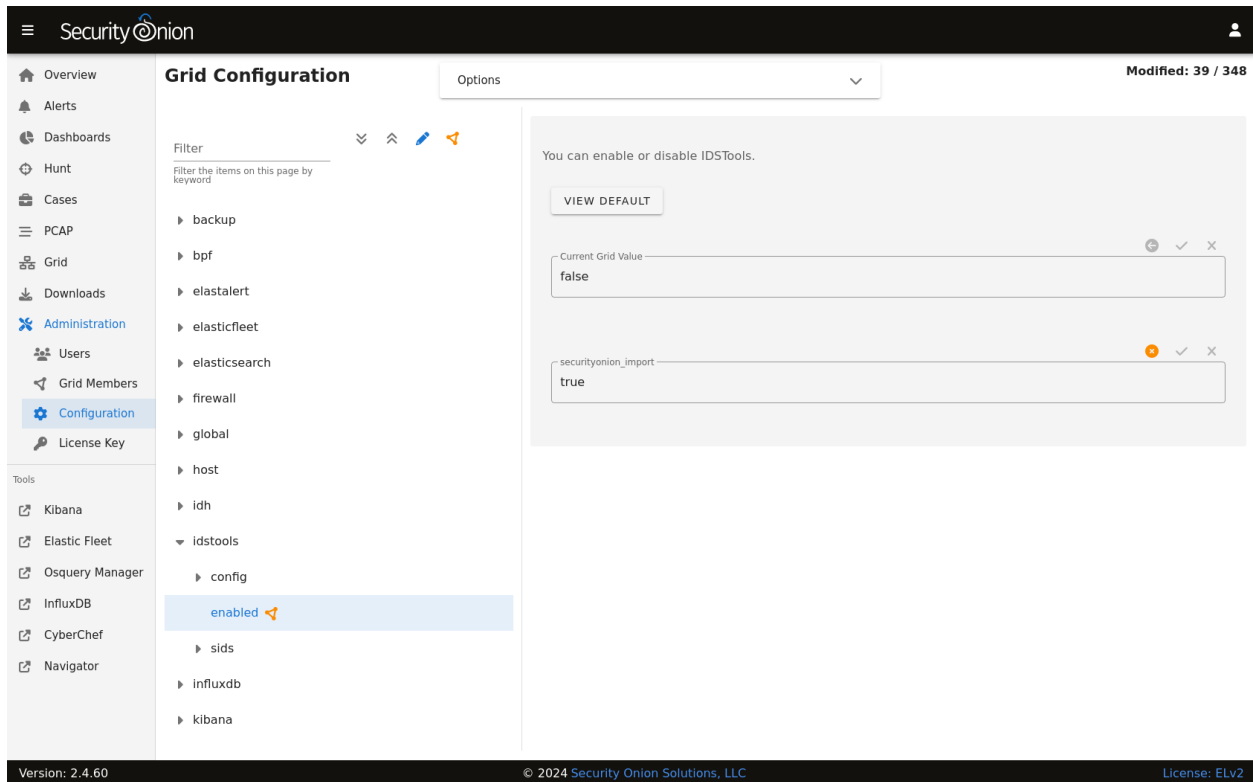 Security Onion
Overview
Alerts
Dashboards
Hunt
Cases
PCAP
Grid
Downloads
Administration
Users
Grid Members
Configuration
License Key
Tools
Kibana
Elastic Fleet
Osquery Manager
InfluxDB
CyberChef
Navigator
Grid Configuration
Options
Modified: 39 / 348
Filter
Filter the items on this page by
keyword
backup
bpf
elastalert
elasticfleet
elasticsearch
firewall
global
host
idh
idstools
config
enabled
sids
influxdb
kibana
You can enable or disable IDSTools.
VIEW DEFAULT
Current Grid Value
false
securityonion_import
true
Version: 2.4.60
© 2024 Security Onion Solutions, LLC
License: ELv2